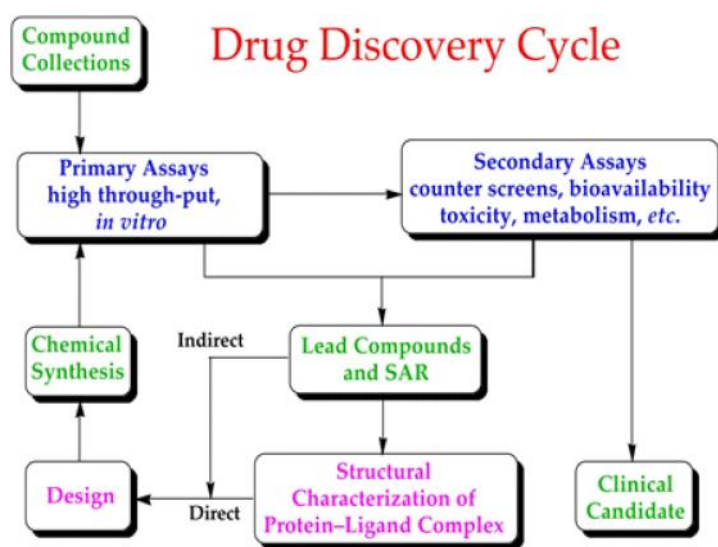 Compound
Collections
Drug Discovery Cycle
Primary Assays
high through-put,
in vitro
Secondary Assays
counter screens, bioavailability
toxicity, metabolism, etc.
Chemical
Synthesis
Indirect
Lead Compounds
and SAR
Design
Direct
Structural
Characterization of
Protein–Ligand Complex
Clinical
Candidate